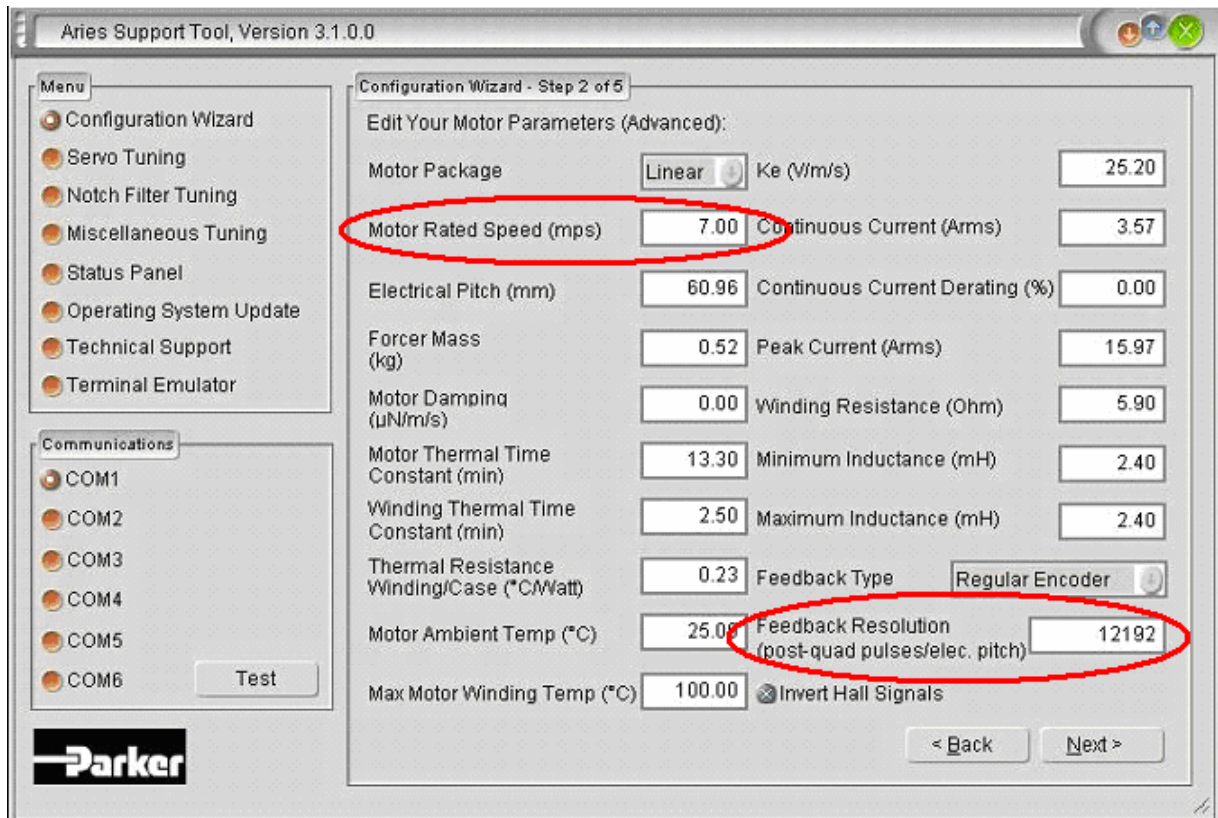 Aries Support Tool, Version 3.1.0.0
Menu
Configuration Wizard
Servo Tuning
Notch Filter Tuning
Miscellaneous Tuning
Status Panel
Operating System Update
Technical Support
Terminal Emulator
Communications
COM1
COM2
COM3
COM4
COM5
COM6
Test
Parker
Configuration Wizard - Step 2 of 5
Edit Your Motor Parameters (Advanced):
Motor Package Linear
Motor Rated Speed (mps) 7.00
Electrical Pitch (mm) 60.96
Forcer Mass
(kg) 0.52
Motor Damping
(µN/m/s) 0.00
Motor Thermal Time
Constant (min) 13.30
Winding Thermal Time
Constant (min) 2.50
Thermal Resistance
Winding/Case (°C/Watt) 0.23
Motor Ambient Temp (°C) 25.00
Max Motor Winding Temp (°C) 100.00
Ke (V/m/s) 25.20
Continuous Current (Arms) 3.57
Continuous Current Derating (%) 0.00
Peak Current (Arms) 15.97
Winding Resistance (Ohm) 5.90
Minimum Inductance (mH) 2.40
Maximum Inductance (mH) 2.40
Feedback Type Regular Encoder
Feedback Resolution
(post-quad pulses/elec. pitch) 12192
Invert Hall Signals
< Back
Next >